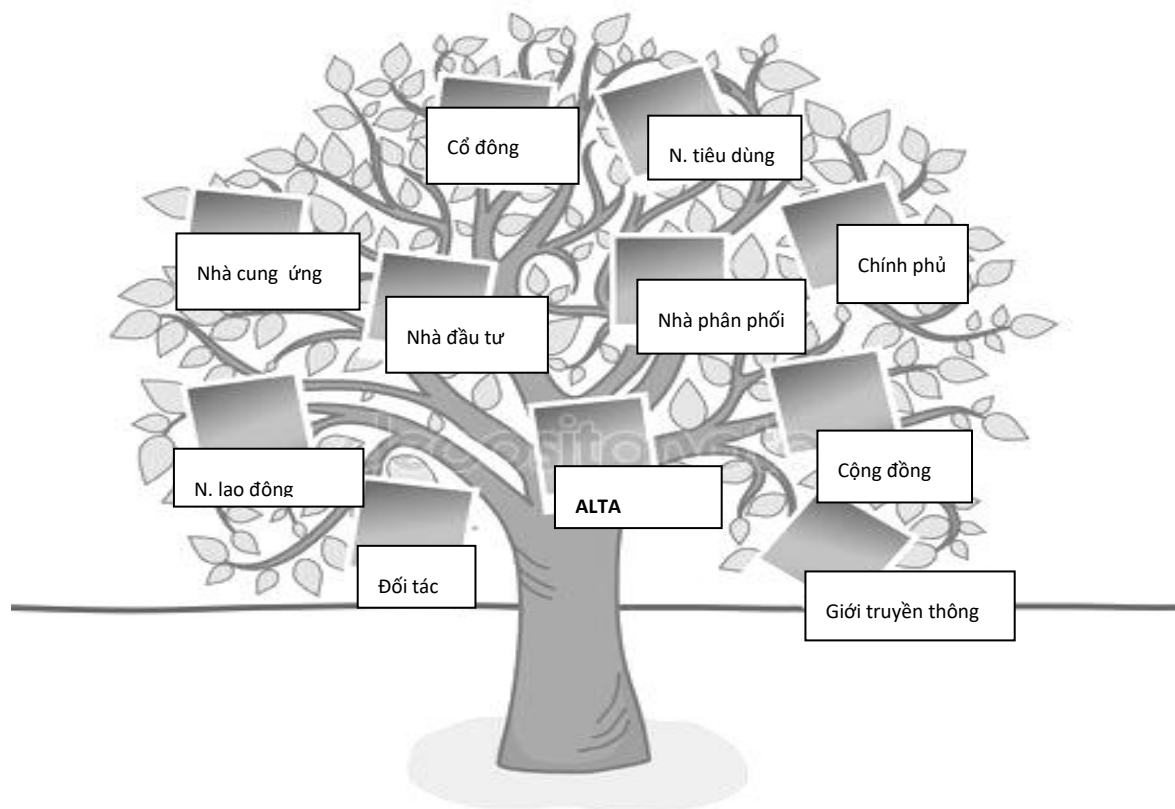 Cổ đông
N. tiêu dùng
Nhà cung ứng
Chính phủ
Nhà đầu tư
Nhà phân phối
N. lao đông
ALTA
Cộng đồng
Đối tác
Giới truyền thông